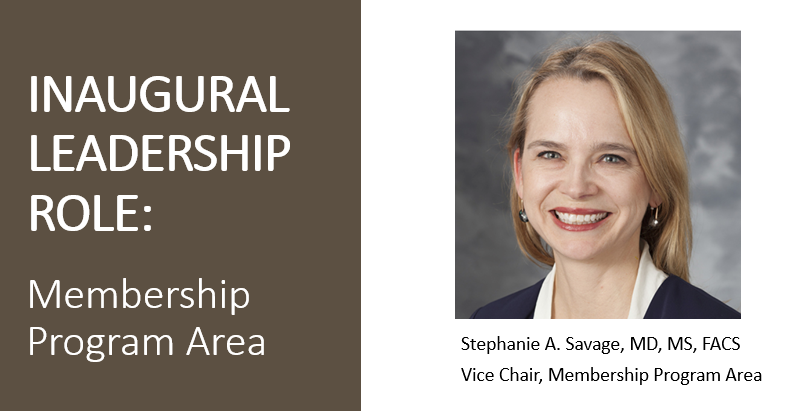 INAUGURAL
LEADERSHIP
ROLE:
Membership
Program Area
Stephanie A. Savage, MD, MS, FACS
Vice Chair, Membership Program Area